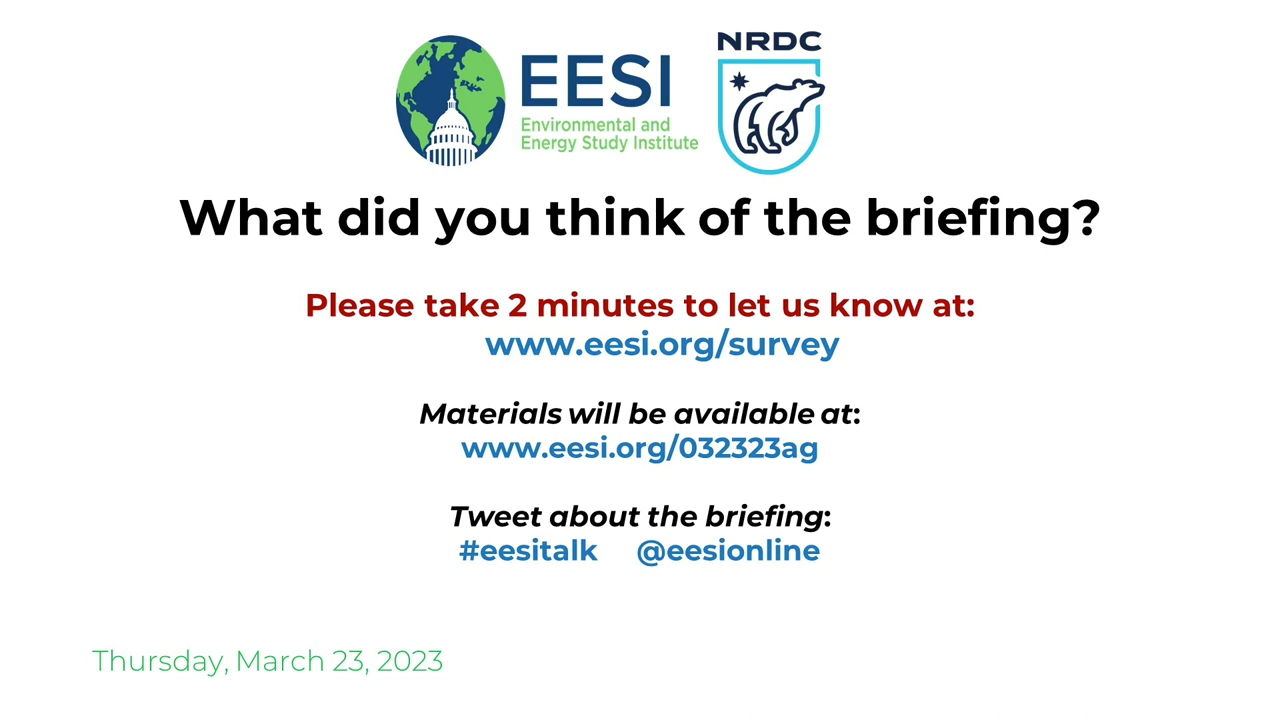 EESI
Environmental and
Energy Study Institute
NRDC
What did you think of the briefing?
Please take 2 minutes to let us know at:
www.eesi.org/survey
Materials will be available at:
www.eesi.org/032323ag
Tweet about the briefing:
#eesitalk @eesionline
Thursday, March 23, 2023